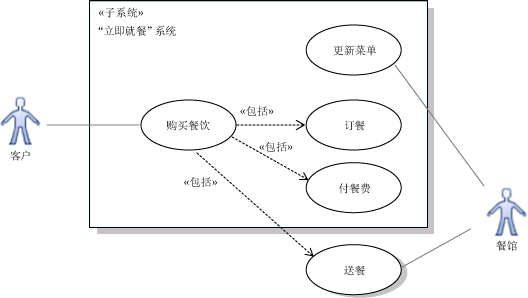 «子系统»
“立即就餐”系统
更新菜单
«包括»
购买餐饮
订餐
«包括»
客户
«包括»
付餐费
餐馆
送餐